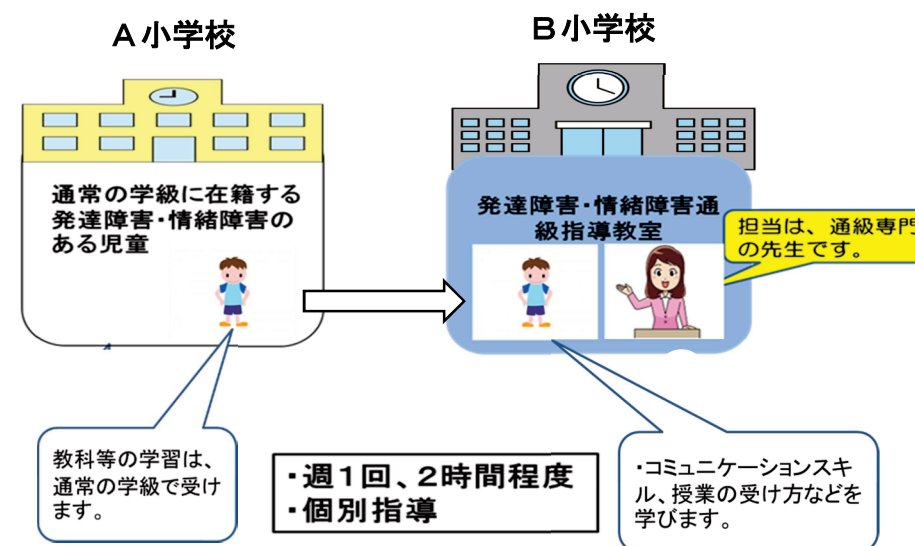 A小学校
B小学校
通常の学級に在籍する
発達障害・情緒障害の
ある児童
発達障害・情緒障害通
級指導教室
担当は、通級専門
の先生です。
教科等の学習は、
通常の学級で受け
ます。
・週1回、2時間程度
・個別指導
・コミュニケーションスキ
ル、授業の受け方などを
学びます。